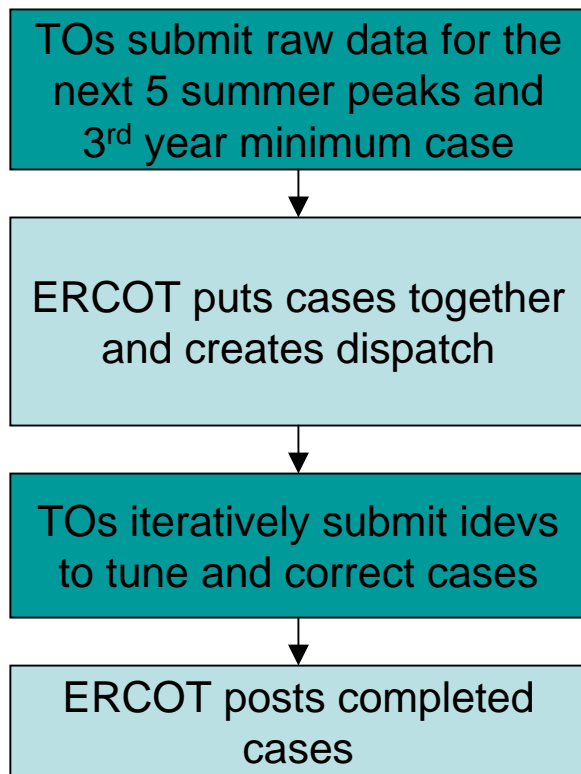 TOs submit raw data for the
next 5 summer peaks and
3rd year minimum case
ERCOT puts cases together
and creates dispatch
TOs iteratively submit idevs
to tune and correct cases
ERCOT posts completed
cases